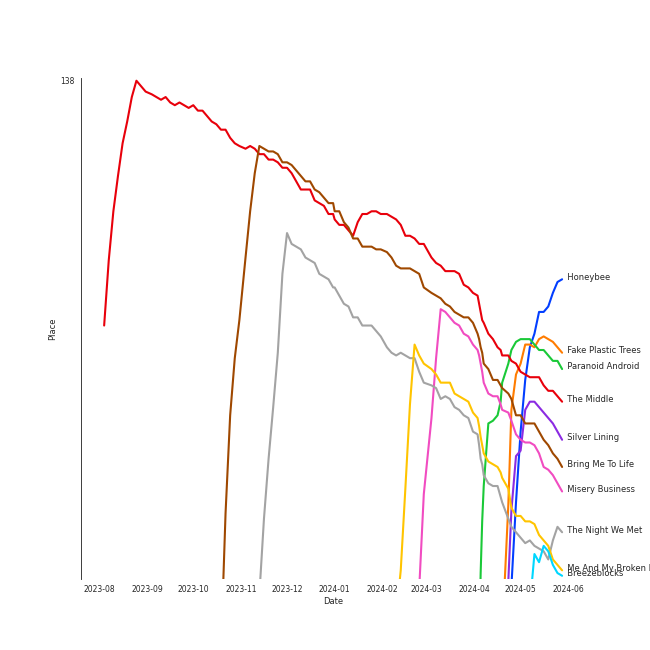 138
Place
Honeybee
Fake Plastic Trees
Paranoid Android
The Middle
Silver Lining
Bring Me To Life
Misery Business
The Night We Met
Me And My Broken
Breezeblocks
2023-08 2023-09 2023-10 2023-11 2023-12 2024-01 2024-02 2024-03 2024-04 2024-05 2024-06
Date